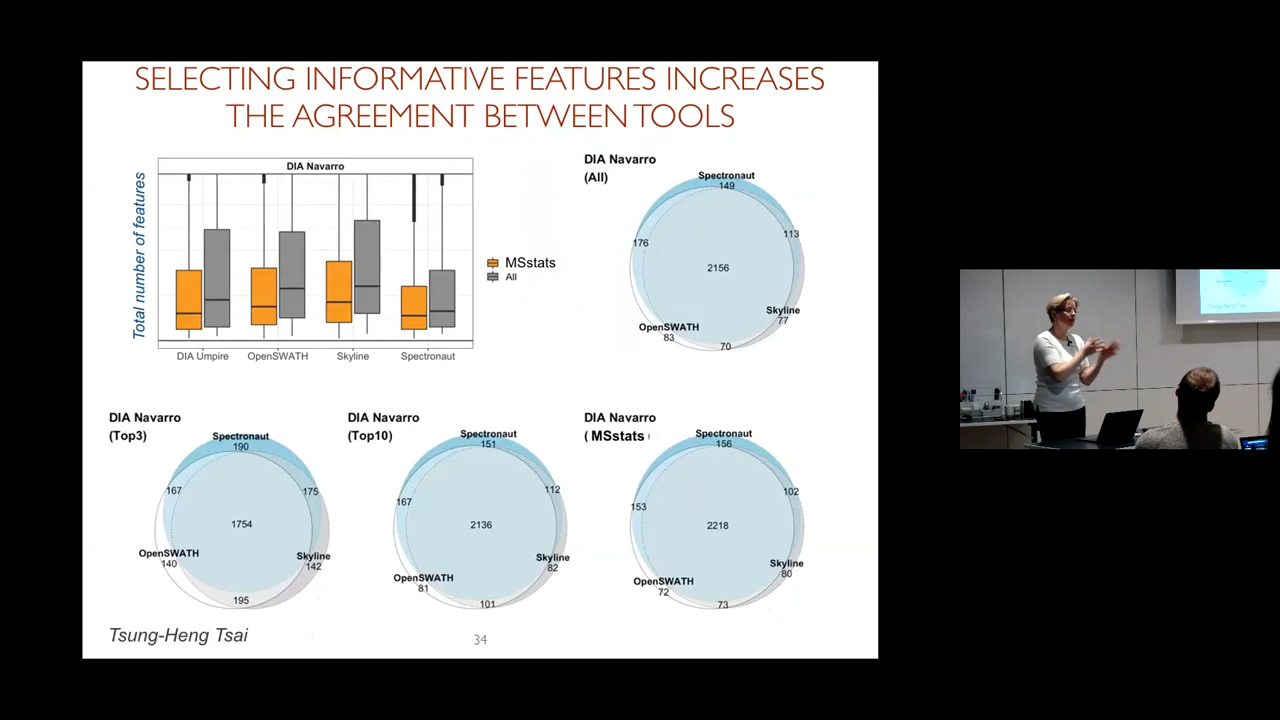 SELECTING INFORMATIVE FEATURES INCREASES
THE AGREEMENT BETWEEN TOOLS
DIA Navarro
Total number of features
DIA Umpire
OpenSWATH
Skyline
Spectronaut
MSstats
All
DIA Navarro
(All)
Spectronaut
149
176
113
2156
Skyline
77
OpenSWATH
83
70
DIA Navarro
(Top3)
Spectronaut
190
167
175
1754
OpenSWATH
140
Skyline
142
195
DIA Navarro
(Top10)
Spectronaut
151
167
112
2136
Skyline
82
OpenSWATH
81
101
DIA Navarro
( MSstats
Spectronaut
156
153
102
2218
Skyline
80
OpenSWATH
72
73
Tsung-Heng Tsai
34
Tsung-Heng Tsai